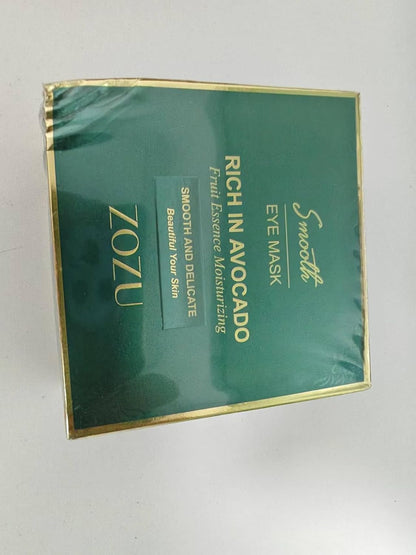 Smooth
EYE MASK
RICH IN AVOCADO
Fruit Essence Moisturizing
SMOOTH AND DELICATE
Beautiful Your Skin
ZOZU